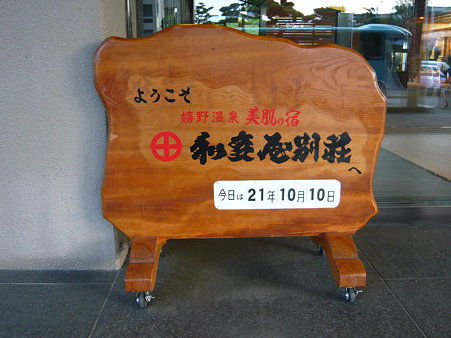 ようこそ
嬉野温泉 美肌の宿
和多屋別荘
へ
今日は 21年 10月 10日